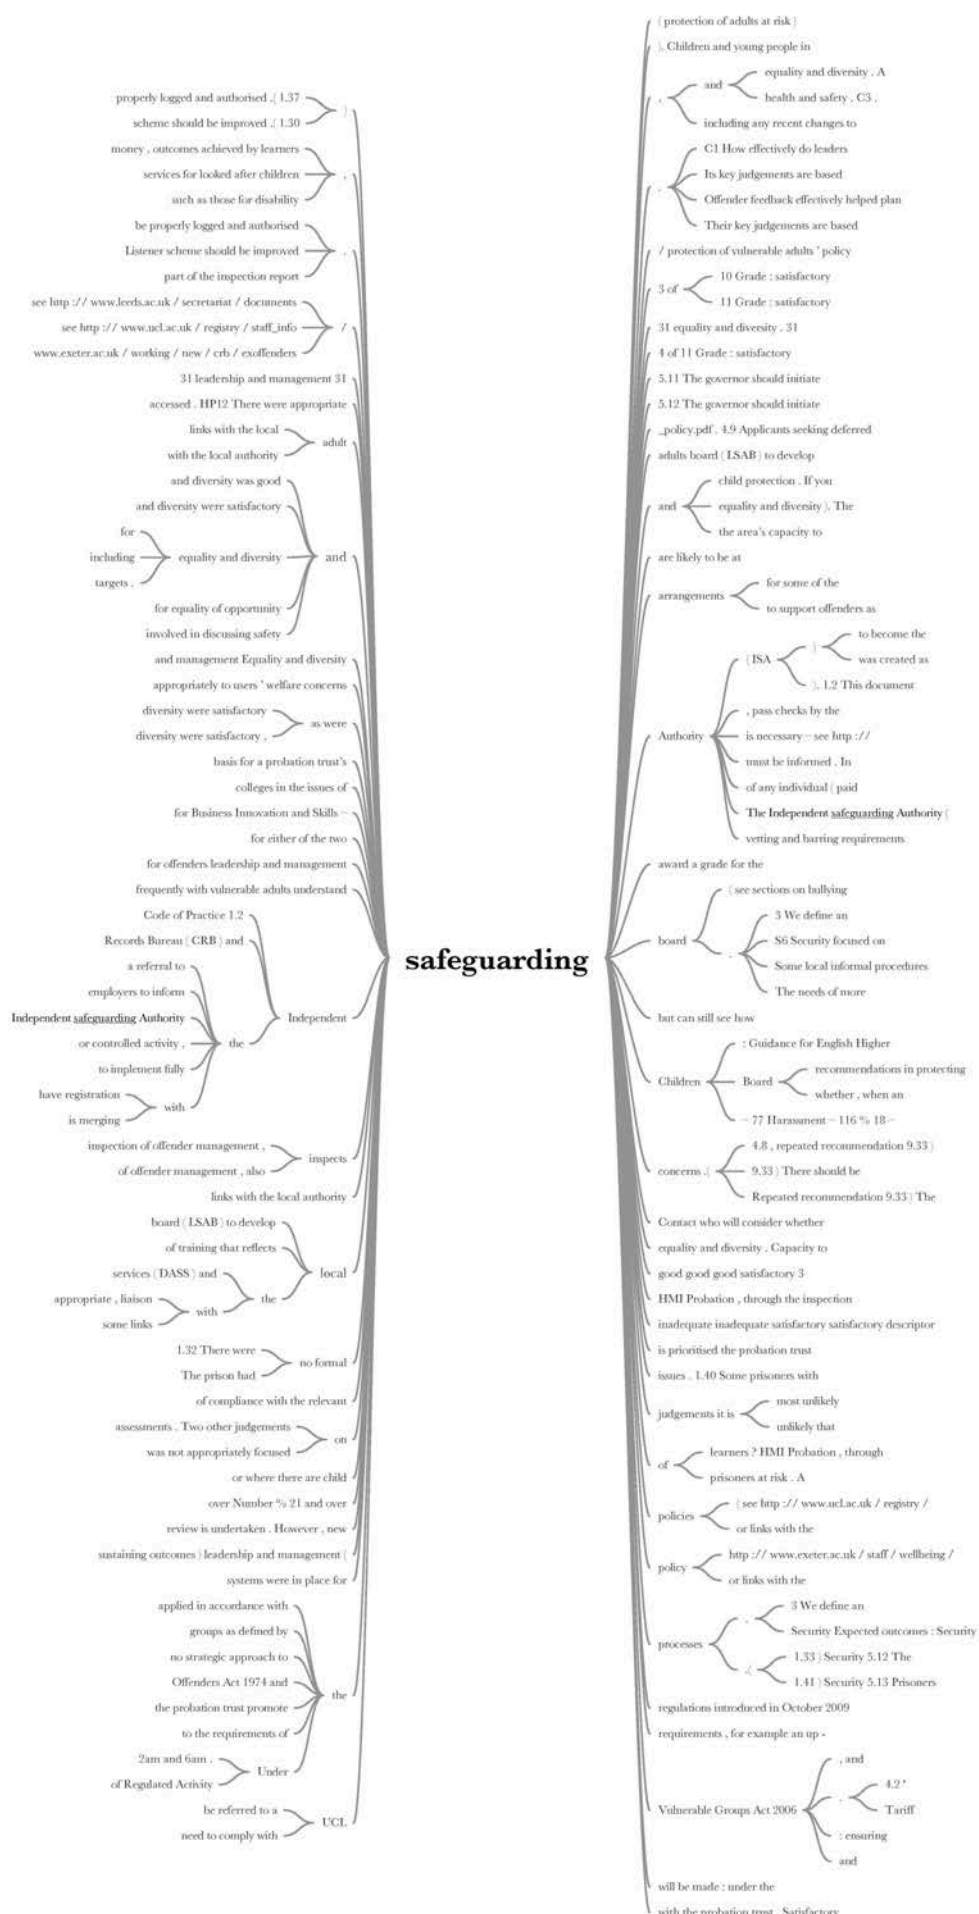 properly logged and authorised .( 1.37
scheme should be improved .( 1.30
)
money , outcomes achieved by learners
services for looked after children
such as those for disability
,
be properly logged and authorised
Listener scheme should be improved
part of the inspection report
.
see http :// www.leeds.ac.uk / secretariat / documents
see http :// www.ucl.ac.uk / registry / staff_info
www.exeter.ac.uk / working / new / crb / exoffenders
/
31 leadership and management 31
accessed . HP12 There were appropriate
links with the local
with the local authority
adult
and diversity was good
and diversity were satisfactory
for
including
targets .
equality and diversity
for equality of opportunity
involved in discussing safety
and
and management Equality and diversity
appropriately to users ' welfare concerns
diversity were satisfactory
diversity were satisfactory ,
as were
basis for a probation trust's
colleges in the issues of
for Business Innovation and Skills –
for either of the two
for offenders leadership and management
frequently with vulnerable adults understand
Code of Practice 1.2
Records Bureau ( CRB ) and
a referral to
employers to inform
Independent safeguarding Authority
or controlled activity ,
to implement fully
have registration
is merging
with
the
Independent
inspection of offender management ,
of offender management , also
inspects
links with the local authority
board ( LSAB ) to develop
of training that reflects
services ( DASS ) and
appropriate , liaison
some links
with
the
local
1.32 There were
The prison had
no formal
of compliance with the relevant
assessments . Two other judgements
was not appropriately focused
on
or where there are child
over Number % 21 and over
review is undertaken . However , new
sustaining outcomes ) leadership and management (
systems were in place for
applied in accordance with
groups as defined by
no strategic approach to
Offenders Act 1974 and
the probation trust promote
to the requirements of
2am and 6am .
of Regulated Activity
Under
the
be referred to a
need to comply with
UCL
safeguarding
( protection of adults at risk )
). Children and young people in
,
and
equality and diversity . A
health and safety . C3 .
including any recent changes to
.
C1 How effectively do leaders
Its key judgements are based
Offender feedback effectively helped plan
Their key judgements are based
/ protection of vulnerable adults ' policy
3 of
10 Grade : satisfactory
11 Grade : satisfactory
31 equality and diversity . 31
4 of 11 Grade : satisfactory
5.11 The governor should initiate
5.12 The governor should initiate
_policy.pdf . 4.9 Applicants seeking deferred
adults board ( LSAB ) to develop
and
child protection . If you
equality and diversity ). The
the area's capacity to
are likely to be at
arrangements
for some of the
to support offenders as
Authority
( ISA
)
to become the
was created as
). 1.2 This document
, pass checks by the
is necessary – see http ://
must be informed . In
of any individual ( paid
The Independent safeguarding Authority (
vetting and barring requirements
award a grade for the
board
( see sections on bullying
.
3 We define an
S6 Security focused on
Some local informal procedures
The needs of more
but can still see how
Children
: Guidance for English Higher
Board
recommendations in protecting
whether , when an
– 77 Harassment – 116 % 18 –
concerns .(
4.8 , repeated recommendation 9.33 )
9.33 ) There should be
Repeated recommendation 9.33 ) The
Contact who will consider whether
equality and diversity . Capacity to
good good good satisfactory 3
HMI Probation , through the inspection
inadequate inadequate satisfactory satisfactory descriptor
is prioritised the probation trust
issues . 1.40 Some prisoners with
judgements it is
most unlikely
unlikely that
of
learners ? HMI Probation , through
prisoners at risk . A
policies
( see http :// www.ucl.ac.uk / registry /
or links with the
policy
http :// www.exeter.ac.uk / staff / wellbeing /
or links with the
processes
.
3 We define an
Security Expected outcomes : Security
.(
1.33 ) Security 5.12 The
1.41 ) Security 5.13 Prisoners
regulations introduced in October 2009
requirements , for example an up -
Vulnerable Groups Act 2006
, and
.
4.2 "
Tariff
: ensuring
and
will be made : under the
with the probation trust . Satisfactory